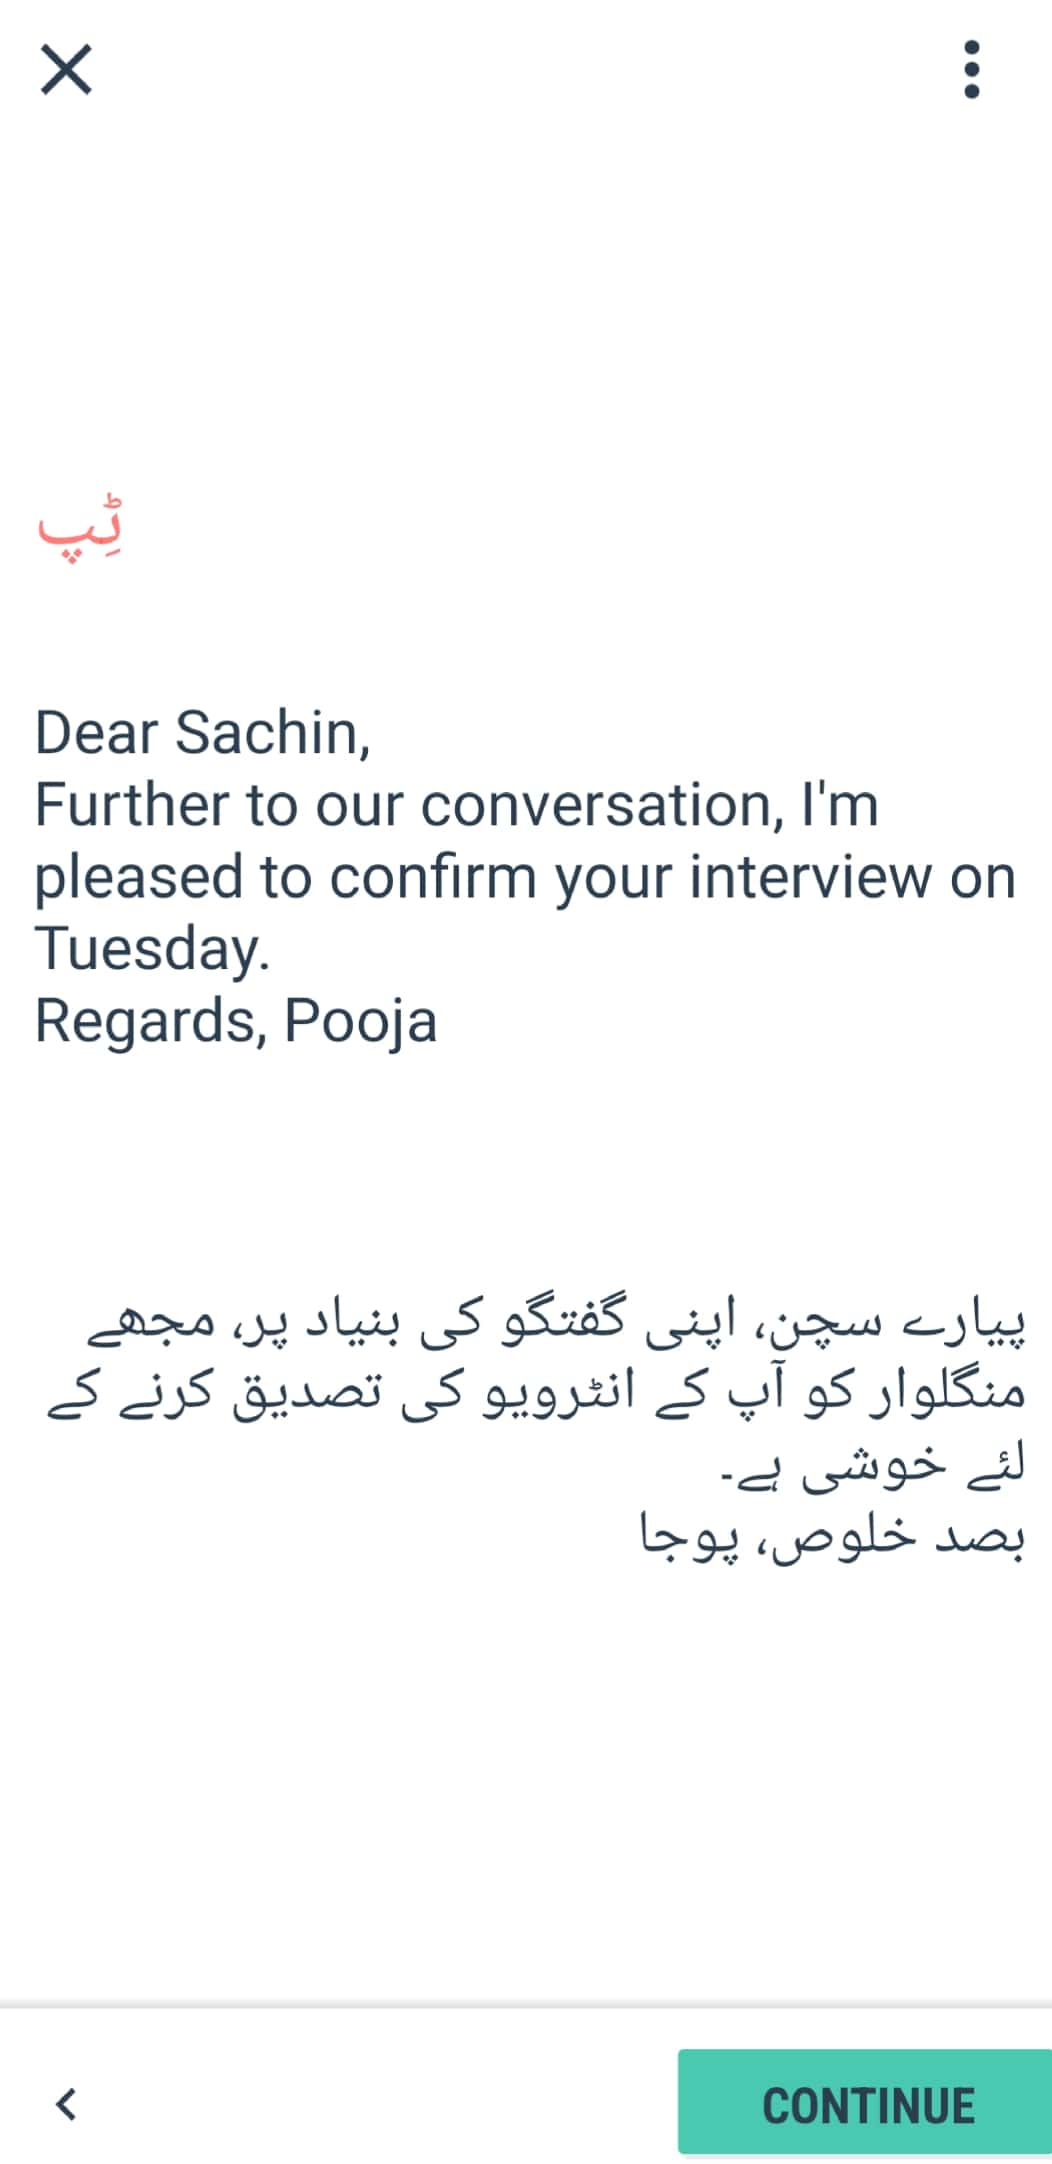 ٹِپ
Dear Sachin,
Further to our conversation, I'm
pleased to confirm your interview on
Tuesday.
Regards, Pooja
پیارے سچن، اپنی گفتگو کی بنیاد پر، مجھے
منگلوار کو آپ کے انٹرویو کی تصدیق کرنے کے
لئے خوشی ہے۔
بصد خلوص، پوجا
CONTINUE